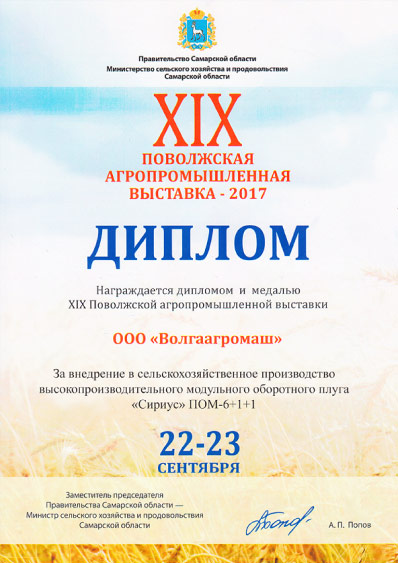 Правительство Самарской области
Министерство сельского хозяйства и продовольствия
Самарской области
XIX
ПОВОЛЖСКАЯ
АГРОПРОМЫШЛЕННАЯ
ВЫСТАВКА - 2017
ДИПЛОМ
Награждается дипломом и медалью
XIX Поволжской агропромышленной выставки
ООО «Волгаагромаш»
За внедрение в сельскохозяйственное производство
высокопроизводительного модульного оборотного плуга
«Сириус» ПОМ-6+1+1
22-23
СЕНТЯБРЯ
Заместитель председателя
Правительства Самарской области —
Министр сельского хозяйства и продовольствия
Самарской области
А.П. Попов